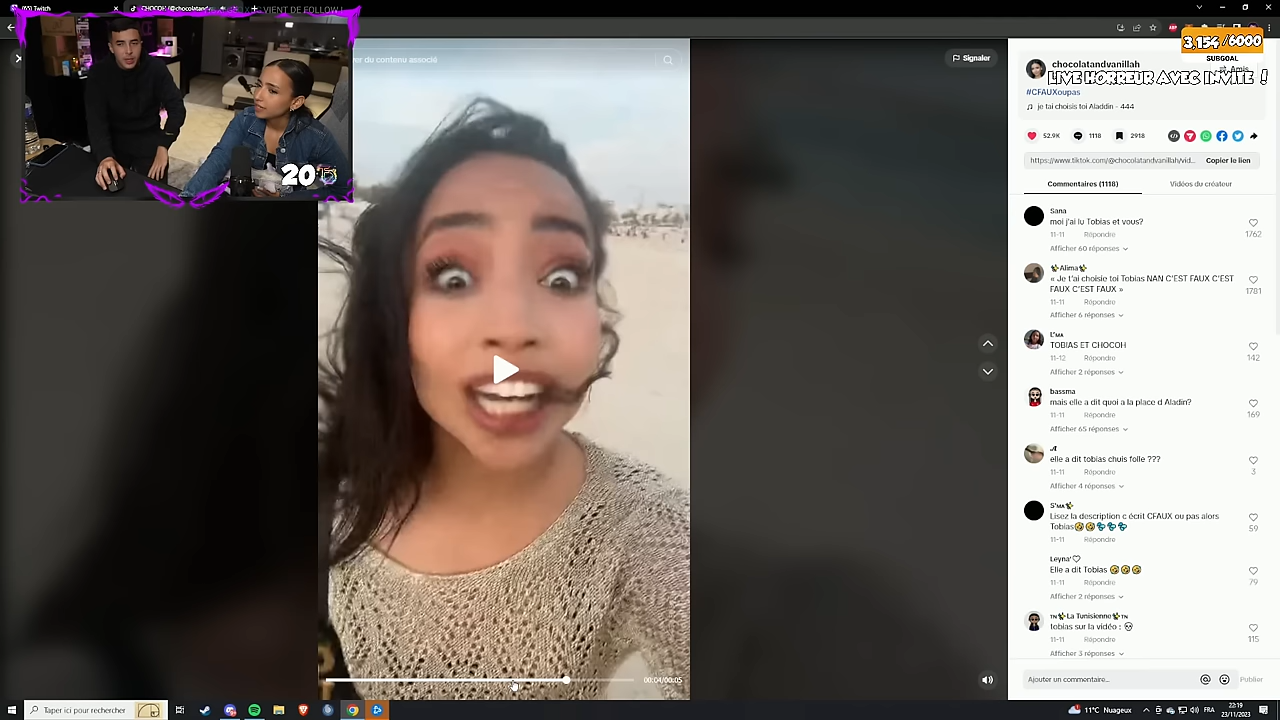 Twitch
VIENT DE FOLLOW !
du contenu associé
Signaler
3,154 /6000
SUBGOAL
chocolatandvanillah
LIVE HORREUR AVEC INVITÉ !
#CFAUXoupas
je tai choisis toi Aladdin - 444
52.9K
1118
2918
https://www.tiktok.com/@chocolatandvanillah/vid...
Copier le lien
Commentaires (1118)
Vidéos du créateur
20
Sana
moi j'ai lu Tobias et vous?
11-11 Répondre
1762
Afficher 60 réponses
Alima
« Je t'ai choisie toi Tobias NAN C'EST FAUX C'EST
FAUX C'EST FAUX »
11-11 Répondre
1781
Afficher 6 réponses
TOBIAS ET CHOCOH
11-12 Répondre
142
Afficher 2 réponses
bassma
mais elle a dit quoi a la place d Aladin?
11-11 Répondre
169
Afficher 65 réponses
elle a dit tobias chuis folle ???
11-11 Répondre
3
Afficher 4 réponses
Lisez la description c écrit CFAUX ou pas alors
Tobias🤣🤣
11-11 Répondre
59
Leyna'♡
Elle a dit Tobias 🤣🤣🤣
11-11 Répondre
79
Afficher 2 réponses
La Tunisienne
tobias sur la vidéo : 💀
11-11 Répondre
115
Afficher 3 réponses
00:04/00:05
Ajouter un commentaire...
Publier
Taper ici pour rechercher
11°C Nuageux
FRA
22:19
23/11/2023